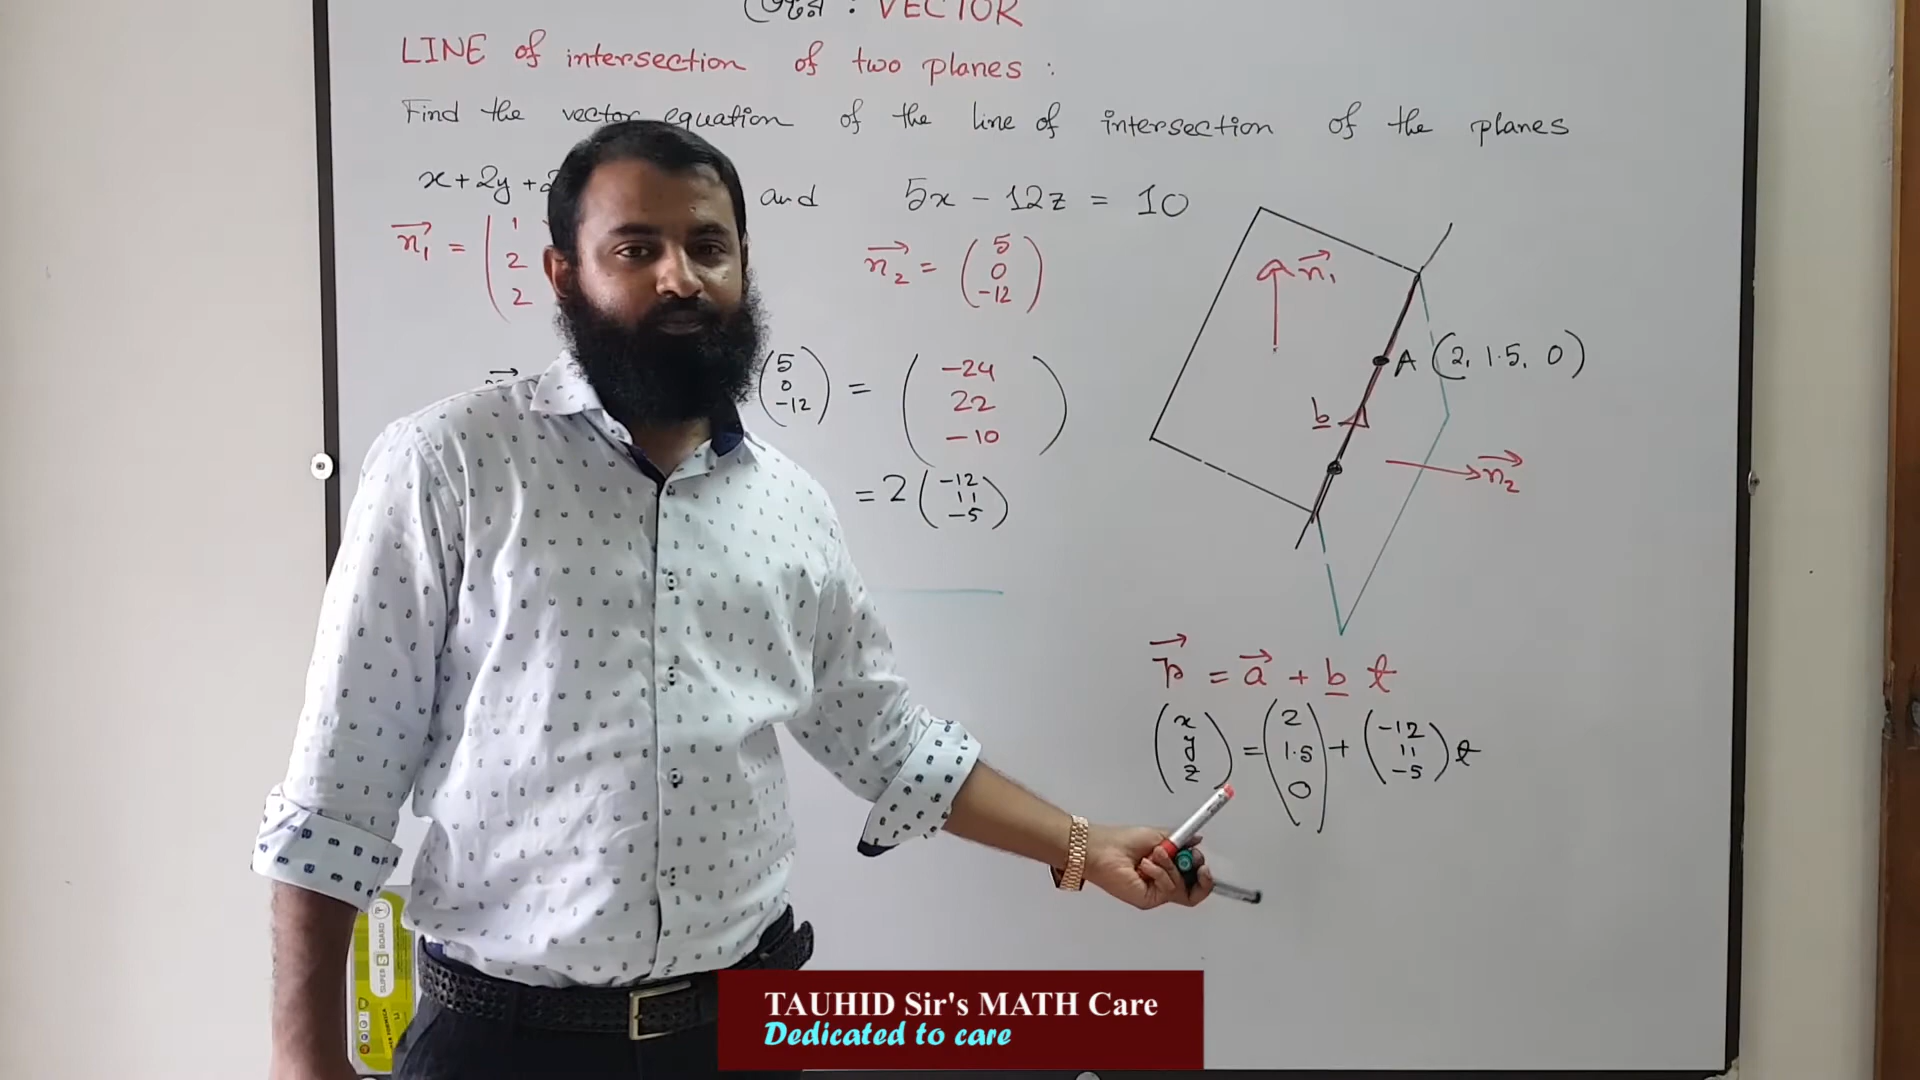 : VECTOR
LINE of intersection of two planes :
Find the vector equation of the line of intersection of the planes
x + 2y + 2 and 5x - 12z = 10
n₁ = ( 1 2 2
n₂ = ( 5 0 -12 )
n₁
A (2, 1.5, 0)
b
n₂
( 5 0 -12 ) = ( -24 22 -10 )
= 2 ( -12 11 -5 )
r = a + b t
( x y z ) = ( 2 1.5 0 ) + ( -12 11 -5 ) t
SUPER S BOARD
TAUHID Sir's MATH Care
Dedicated to care